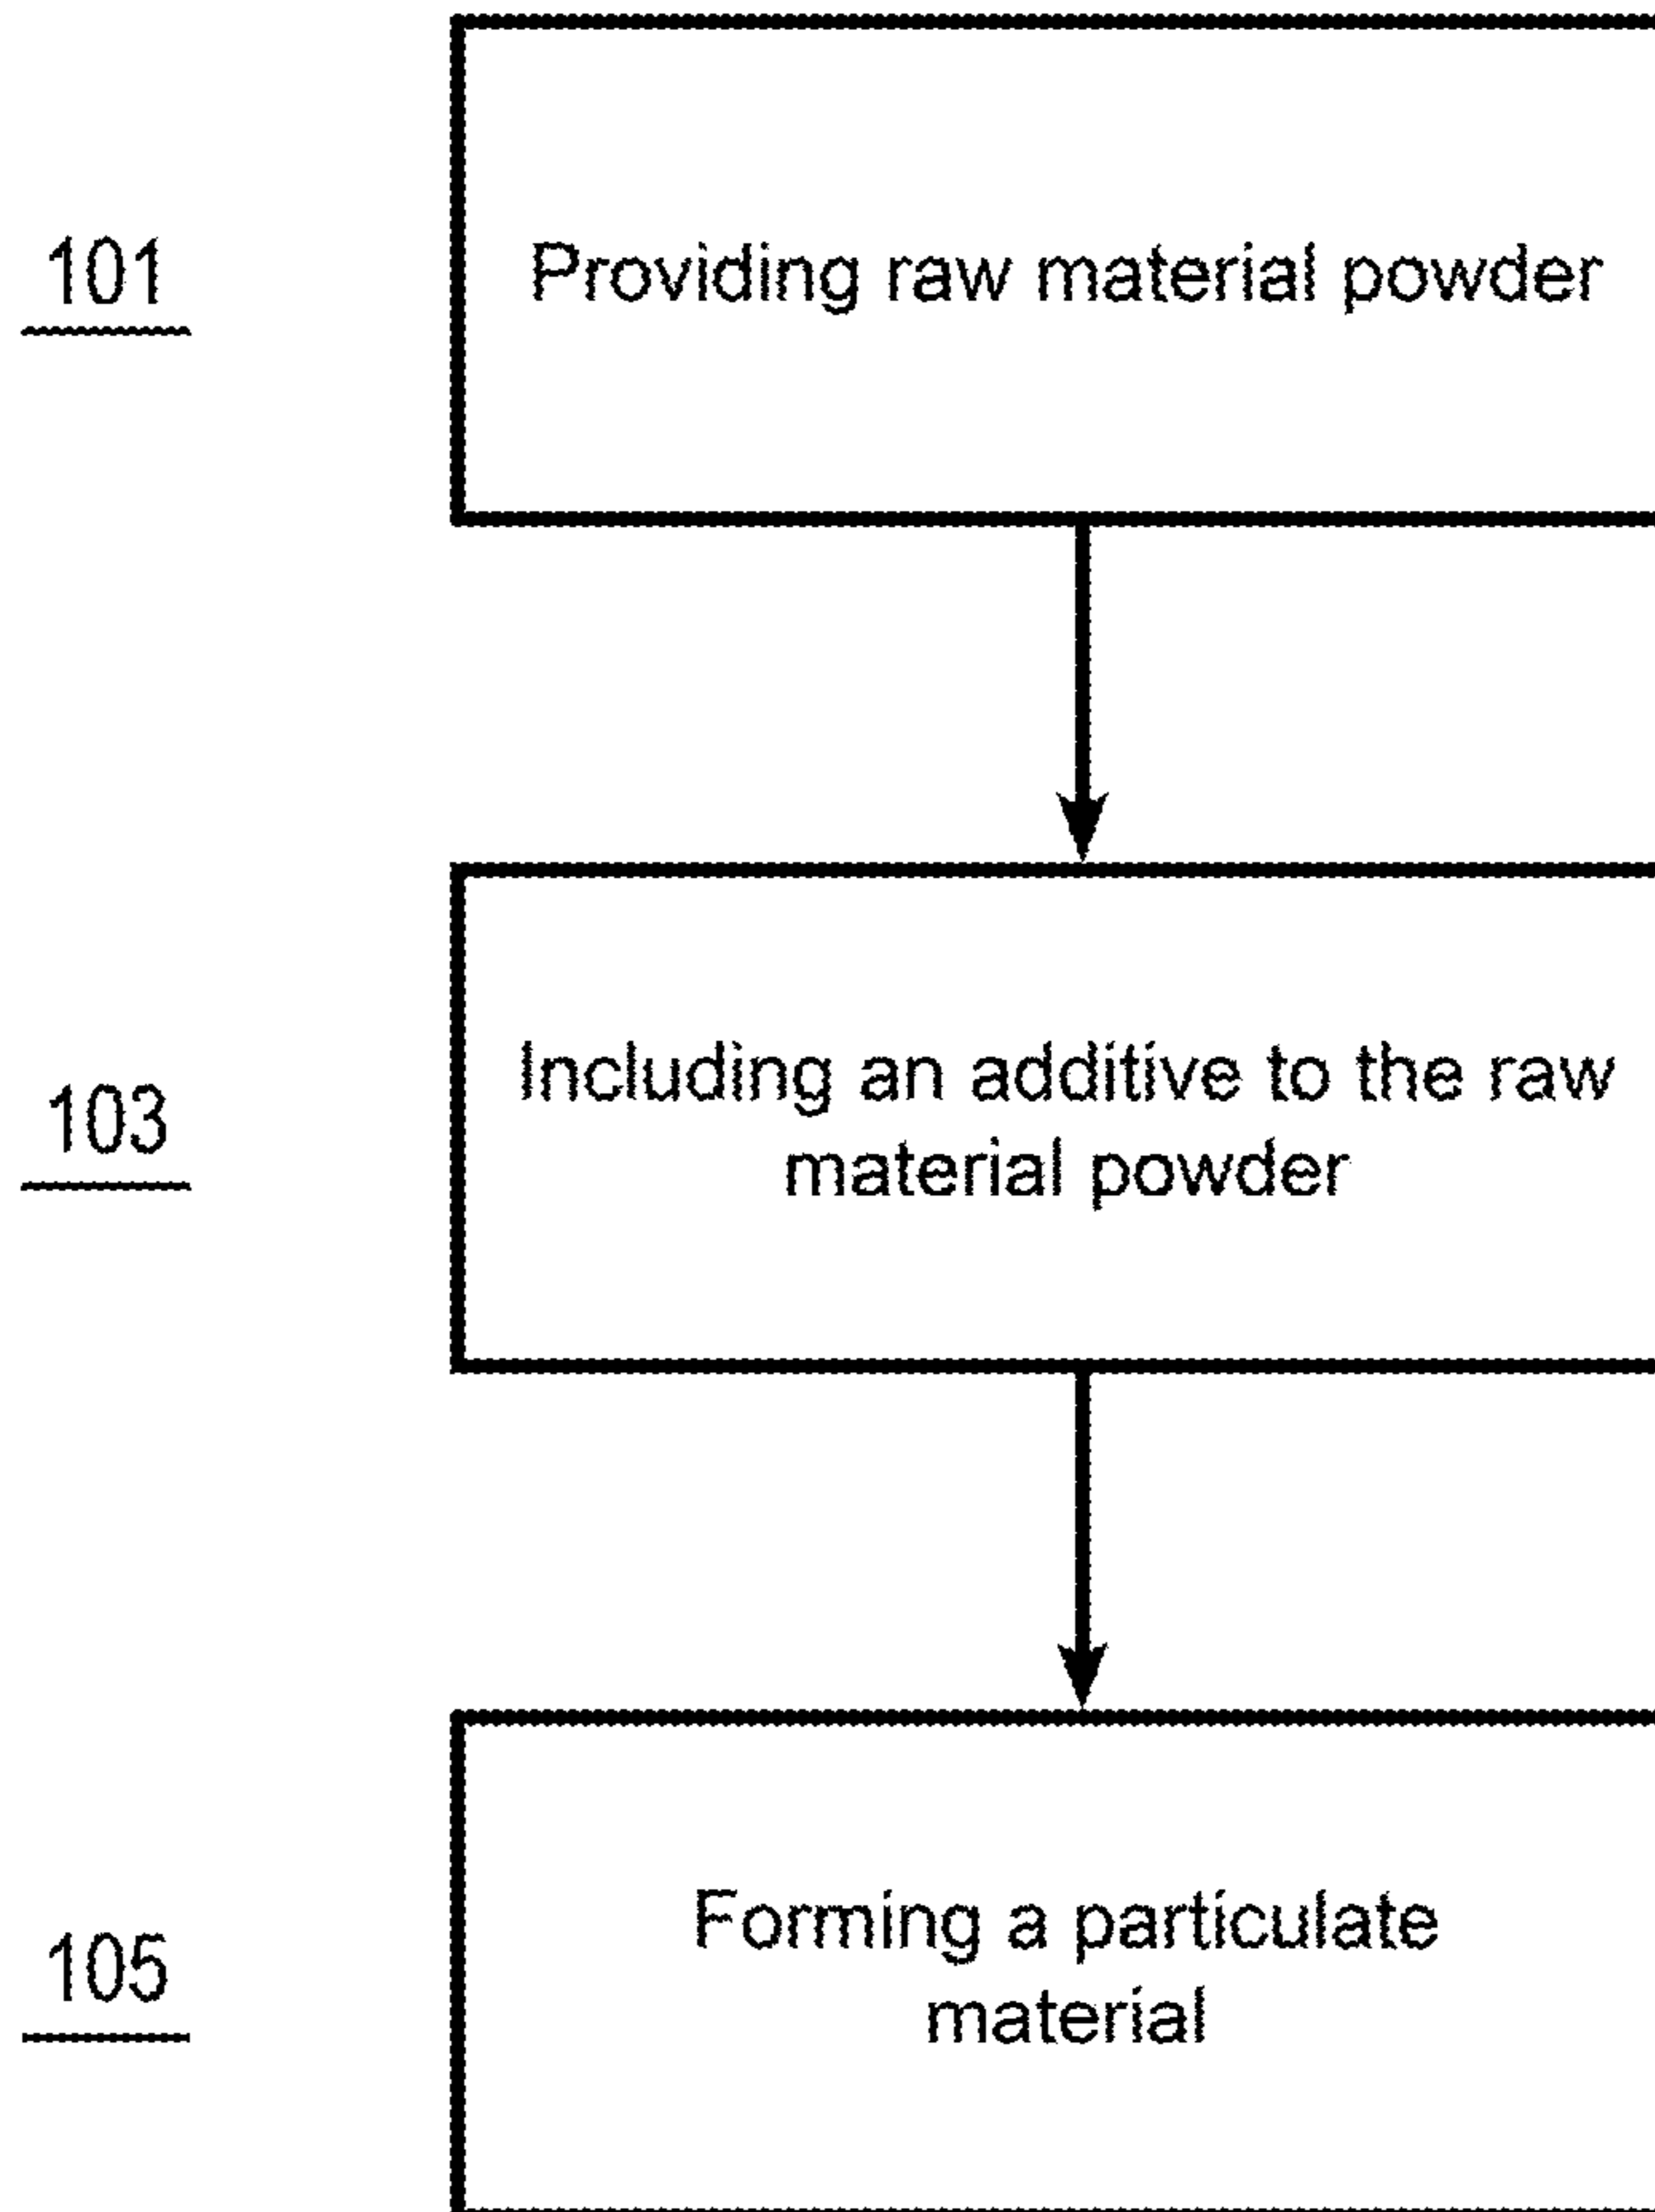 101
Providing raw material powder
103
Including an additive to the raw
material powder
105
Forming a particulate
material